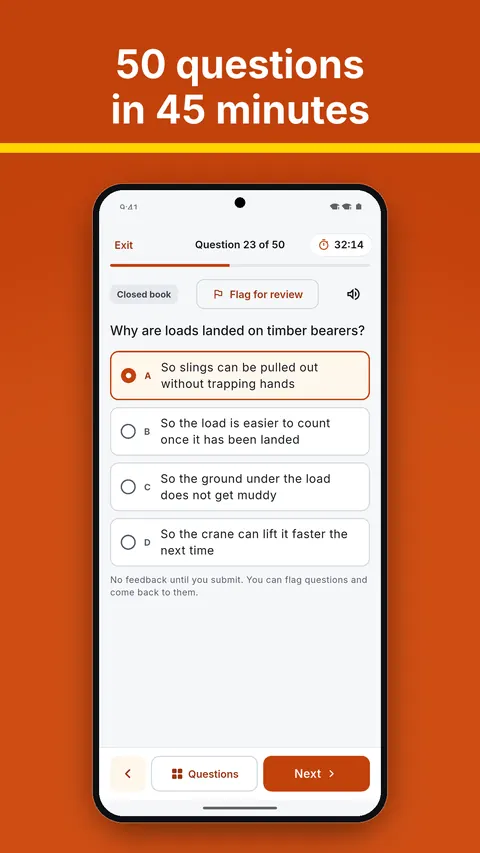 50 questions
in 45 minutes
9:41
Exit
Question 23 of 50
32:14
Closed book
Flag for review
Why are loads landed on timber bearers?
A
So slings can be pulled out
without trapping hands
B
So the load is easier to count
once it has been landed
C
So the ground under the load
does not get muddy
D
So the crane can lift it faster the
next time
No feedback until you submit. You can flag questions and
come back to them.
Questions
Next